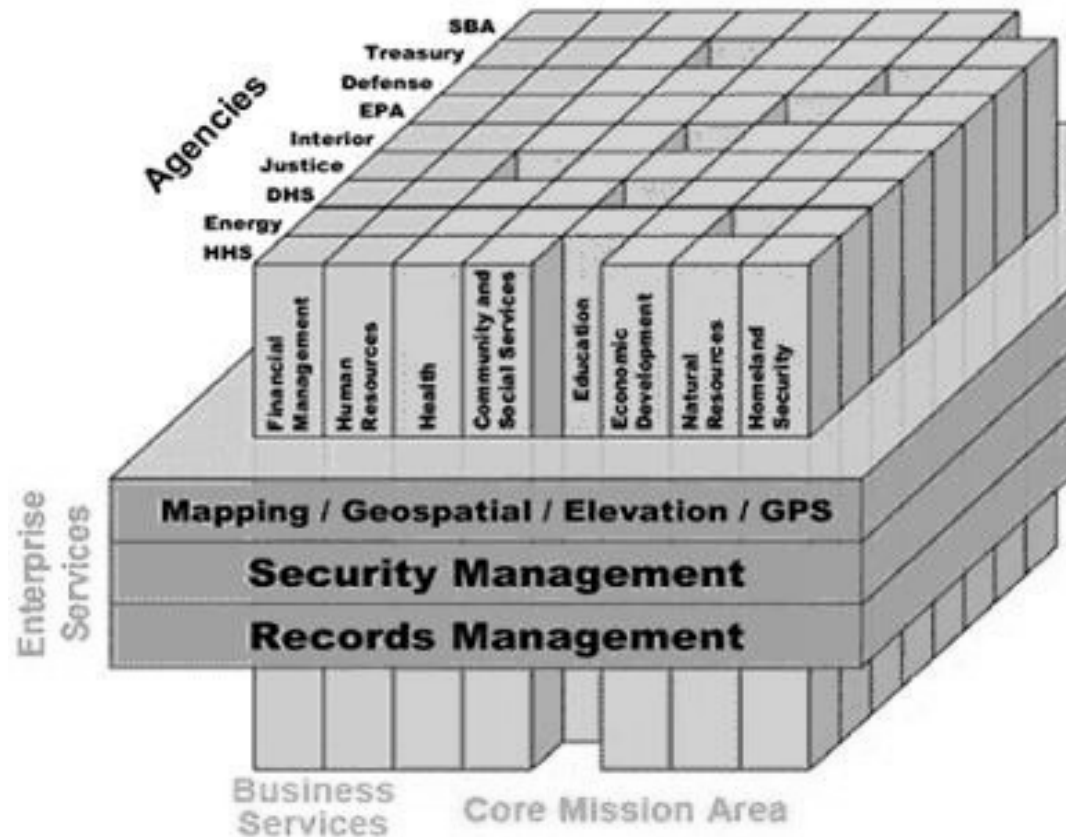 SBA
Treasury
Defense
EPA
Interior
Justice
DHS
Energy
HHS
Agencies
Financial
Management
Human
Resources
Health
Community and
Social Services
Education
Economic
Development
Natural
Resources
Homeland
Security
Enterprise
Services
Mapping / Geospatial / Elevation / GPS
Security Management
Records Management
Business
Services
Core Mission Area